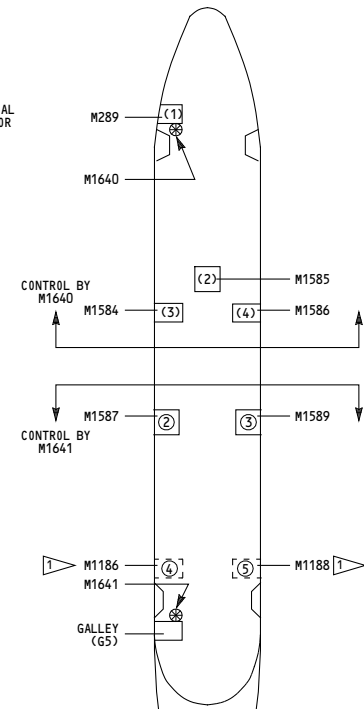 AL
OR
M289
(1)
M1640
(2)
M1585
CONTROL BY
M1640
M1584
(3)
(4)
M1586
M1587
②
③
M1589
CONTROL BY
M1641
1
M1186
④
⑤
M1188
1
M1641
GALLEY
(G5)